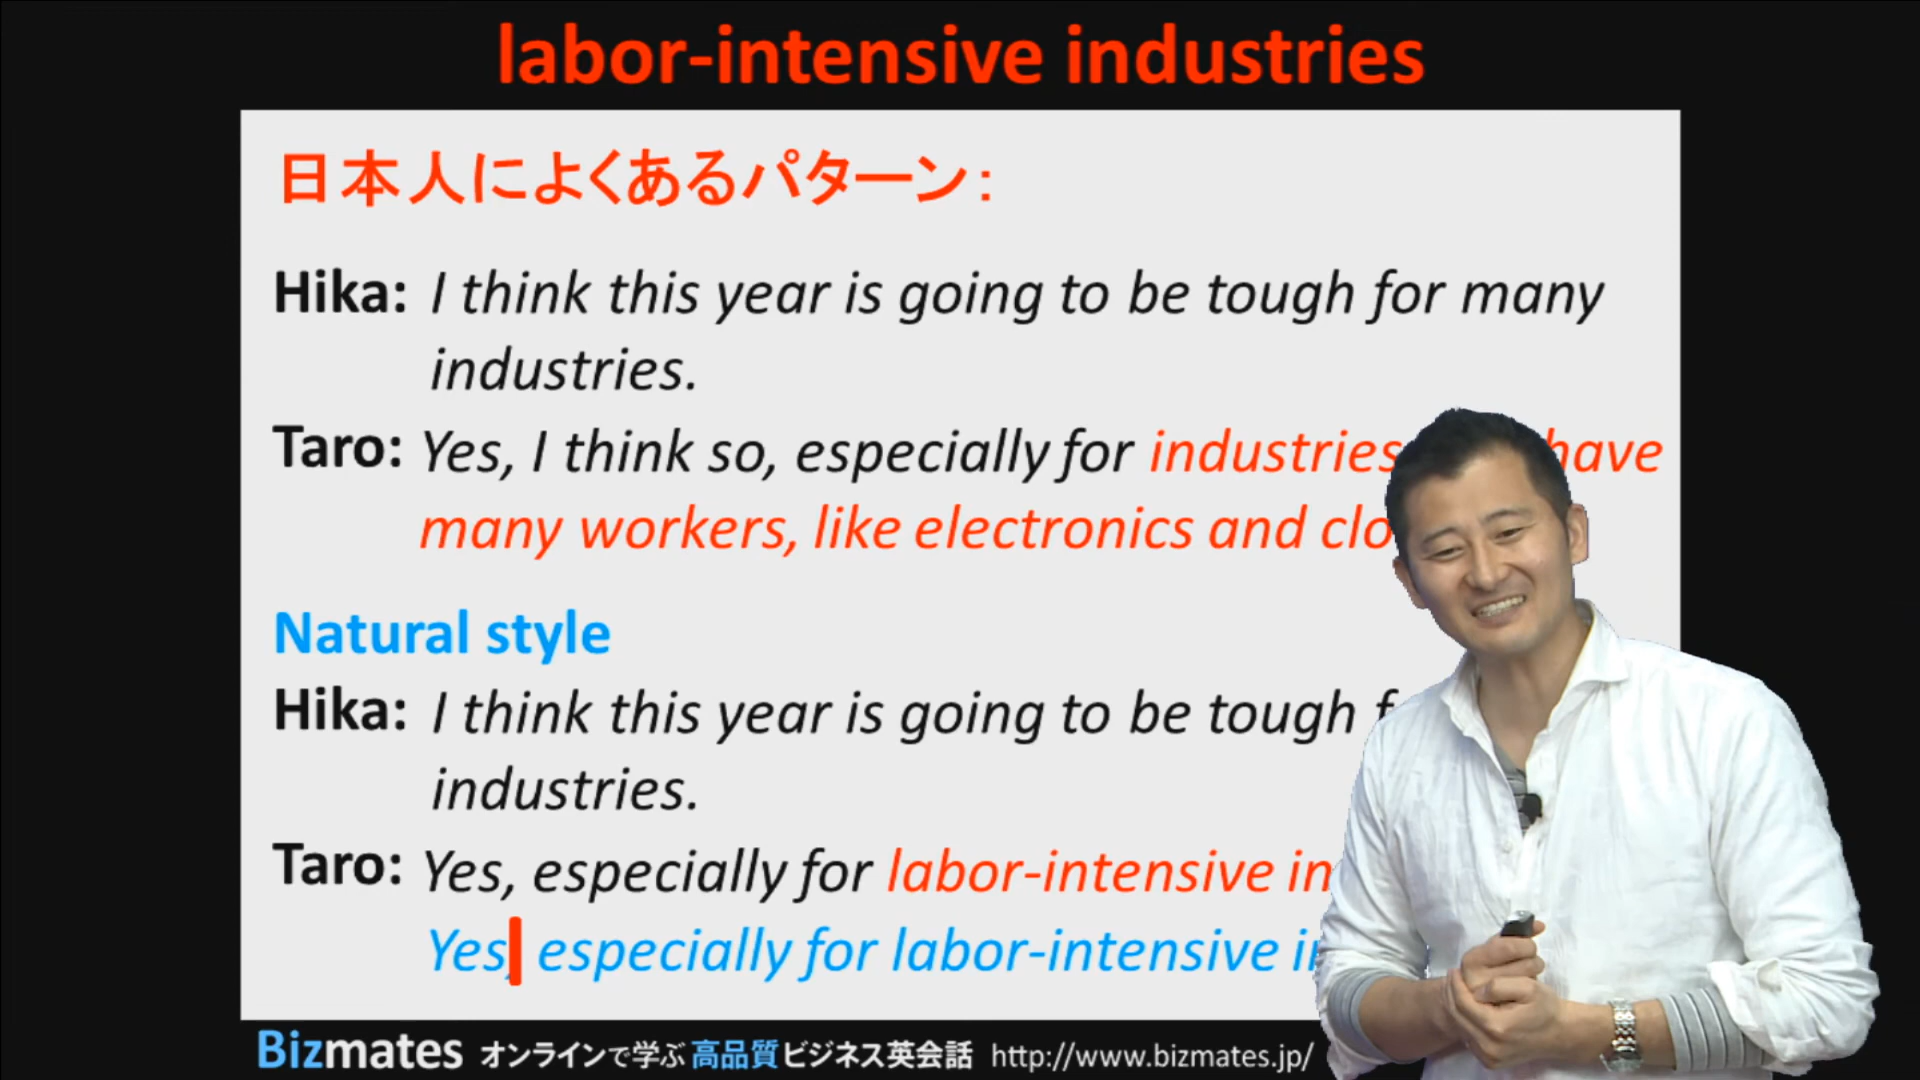 labor-intensive industries
日本人によくあるパターン：
Hika: I think this year is going to be tough for many
industries.
Taro: Yes, I think so, especially for industries have
many workers, like electronics and
Natural style
Hika: I think this year is going to be tough
industries.
Taro: Yes, especially for labor-intensive
Yes, especially for labor-intensive
Bizmates オンラインで学ぶ高品質ビジネス英会話 http://www.bizmates.jp/